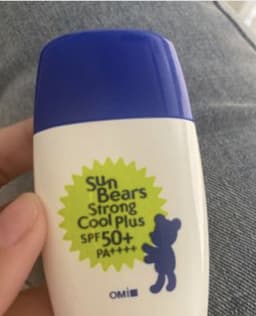 Sun
Bears
Strong
Cool Plus
SPF50+
PA++++
OMI